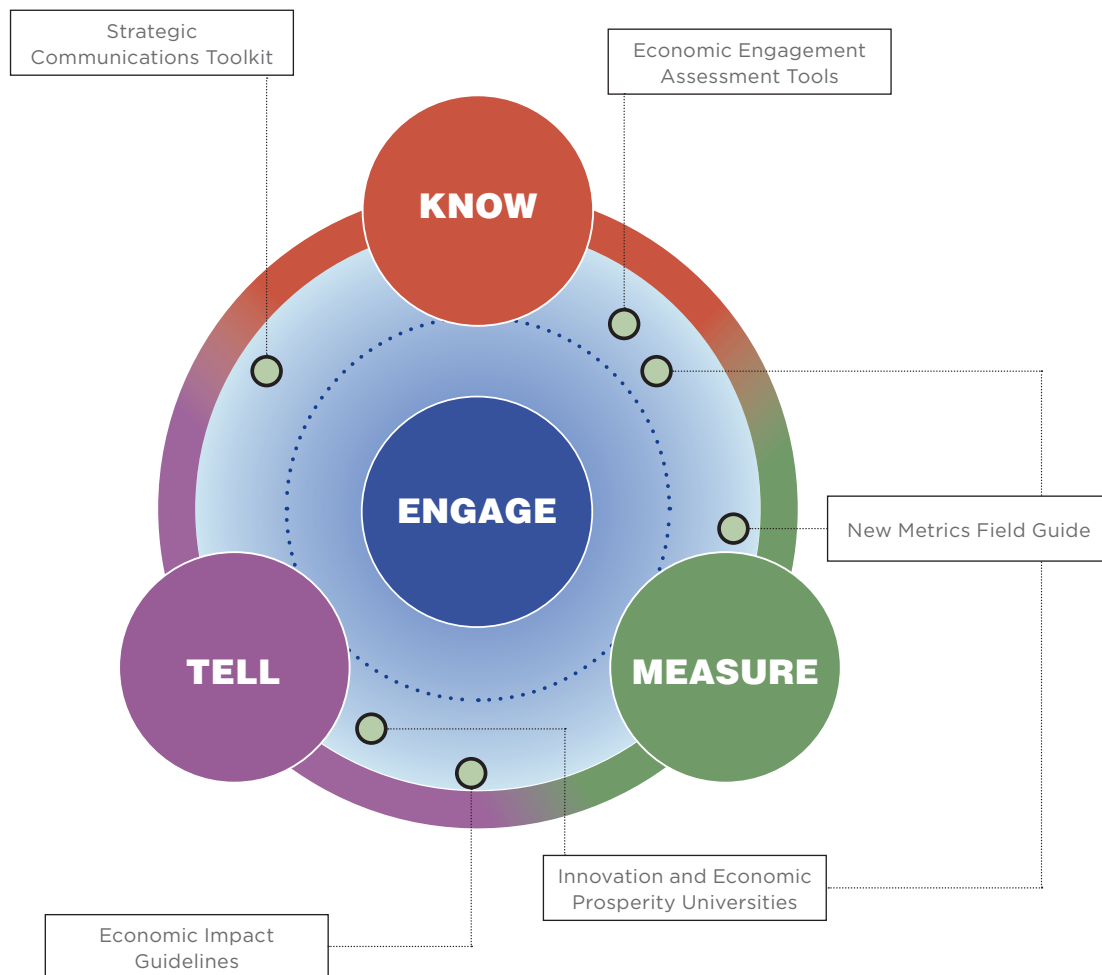 Strategic
Communications Toolkit
Economic Engagement
Assessment Tools
KNOW
ENGAGE
New Metrics Field Guide
TELL
MEASURE
Innovation and Economic
Prosperity Universities
Economic Impact
Guidelines